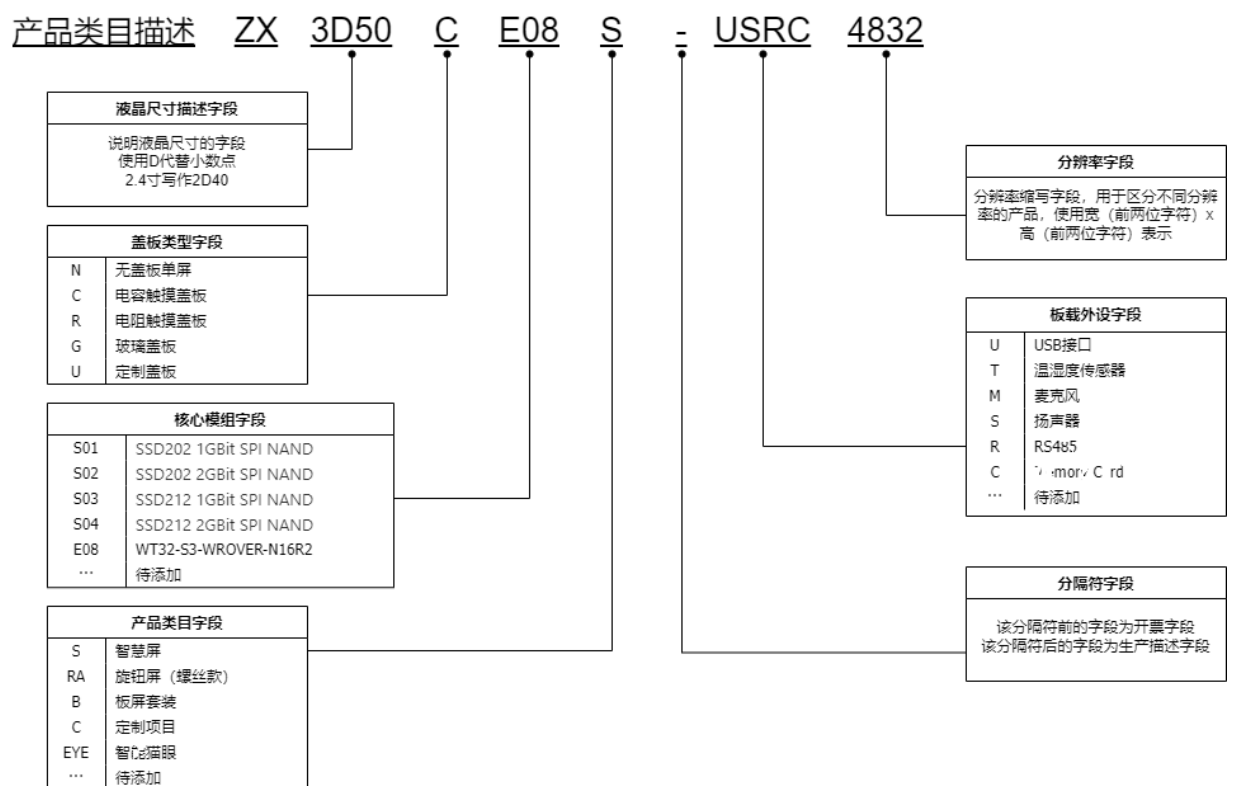 产品类目描述 ZX 3D50 C E08 S - USRC 4832
液晶尺寸描述字段
说明液晶尺寸的字段
使用D代替小数点
2.4寸写作2D40
盖板类型字段
N 无盖板单屏
C 电容触摸盖板
R 电阻触摸盖板
G 玻璃盖板
U 定制盖板
核心模组字段
S01 SSD202 1GBit SPI NAND
S02 SSD202 2GBit SPI NAND
S03 SSD212 1GBit SPI NAND
S04 SSD212 2GBit SPI NAND
E08 WT32-S3-WROVER-N16R2
… 待添加
产品类目字段
S 智慧屏
RA 旋钮屏（螺丝款）
B 板屏套装
C 定制项目
EYE 智能猫眼
… 待添加
分辨率字段
分辨率缩写字段，用于区分不同分辨
率的产品，使用宽（前两位字符）x
高（前两位字符）表示
板载外设字段
U USB接口
T 温湿度传感器
M 麦克风
S 扬声器
R RS485
C
… 待添加
分隔符字段
该分隔符前的字段为开票字段
该分隔符后的字段为生产描述字段